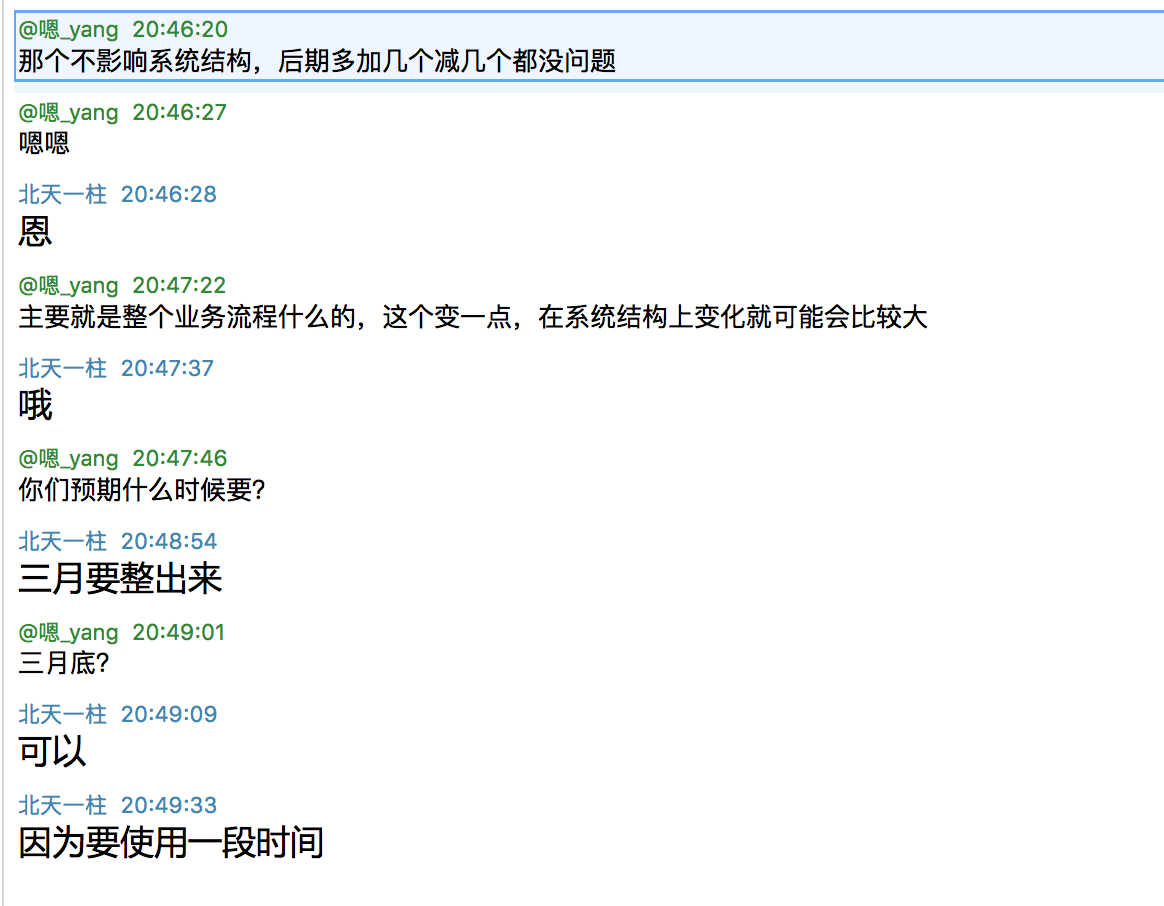 @嗯_yang 20:46:20
那个不影响系统结构，后期多加几个减几个都没问题
@嗯_yang 20:46:27
嗯嗯
北天一柱 20:46:28
恩
@嗯_yang 20:47:22
主要就是整个业务流程什么的，这个变一点，在系统结构上变化就可能会比较大
北天一柱 20:47:37
哦
@嗯_yang 20:47:46
你们预期什么时候要?
北天一柱 20:48:54
三月要整出来
@嗯_yang 20:49:01
三月底?
北天一柱 20:49:09
可以
北天一柱 20:49:33
因为要使用一段时间